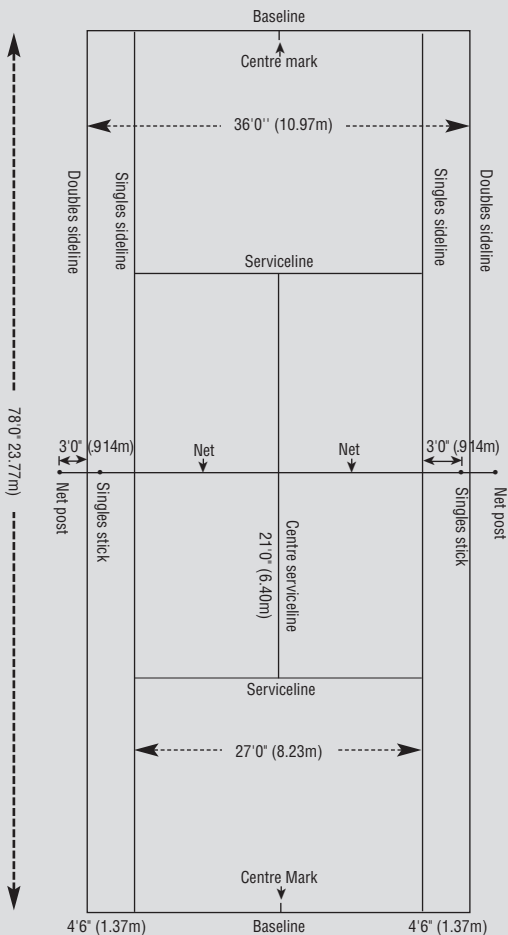 Baseline
Centre mark
36'0'' (10.97m)
Doubles sideline
Singles sideline
Singles sideline
Doubles sideline
Serviceline
78'0" 23.77m)
3'0" (.914m)
Net
Net
3'0" (.914m)
Net post
Singles stick
Singles stick
Net post
Centre serviceline
21'0" (6.40m)
Serviceline
27'0" (8.23m)
Centre Mark
4'6" (1.37m)
Baseline
4'6" (1.37m)